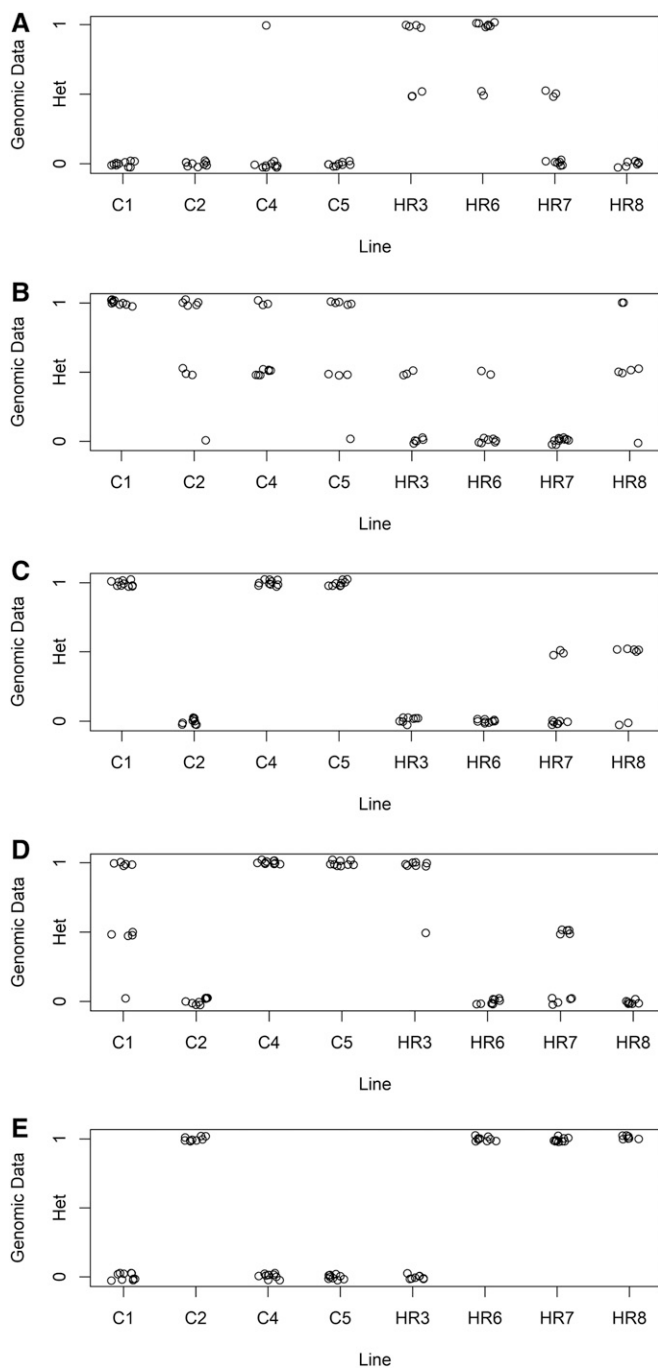 A
Genomic Data
1
Het
0
C1 C2 C4 C5 HR3 HR6 HR7 HR8
Line
B
Genomic Data
1
Het
0
C1 C2 C4 C5 HR3 HR6 HR7 HR8
Line
C
Genomic Data
1
Het
0
C1 C2 C4 C5 HR3 HR6 HR7 HR8
Line
D
Genomic Data
1
Het
0
C1 C2 C4 C5 HR3 HR6 HR7 HR8
Line
E
Genomic Data
1
Het
0
C1 C2 C4 C5 HR3 HR6 HR7 HR8
Line